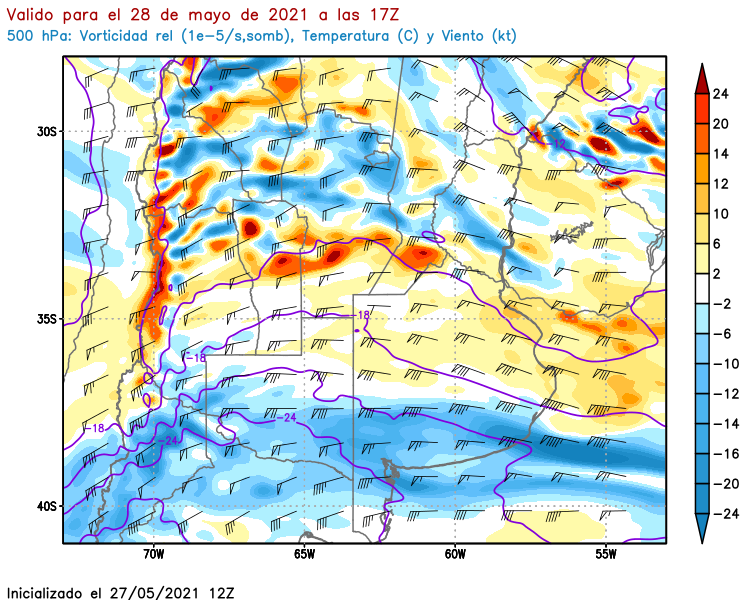 Valido para el 28 de mayo de 2021 a las 17Z
500 hPa: Vorticidad rel (1e−5/s,somb), Temperatura (C) y Viento (kt)
24
20
16
14
12
10
6
2
−2
−6
−10
−12
−14
−16
−20
−24
30S
35S
40S
70W
65W
60W
55W
−12
−18
−18
−18
−24
−24
Inicializado el 27/05/2021 12Z